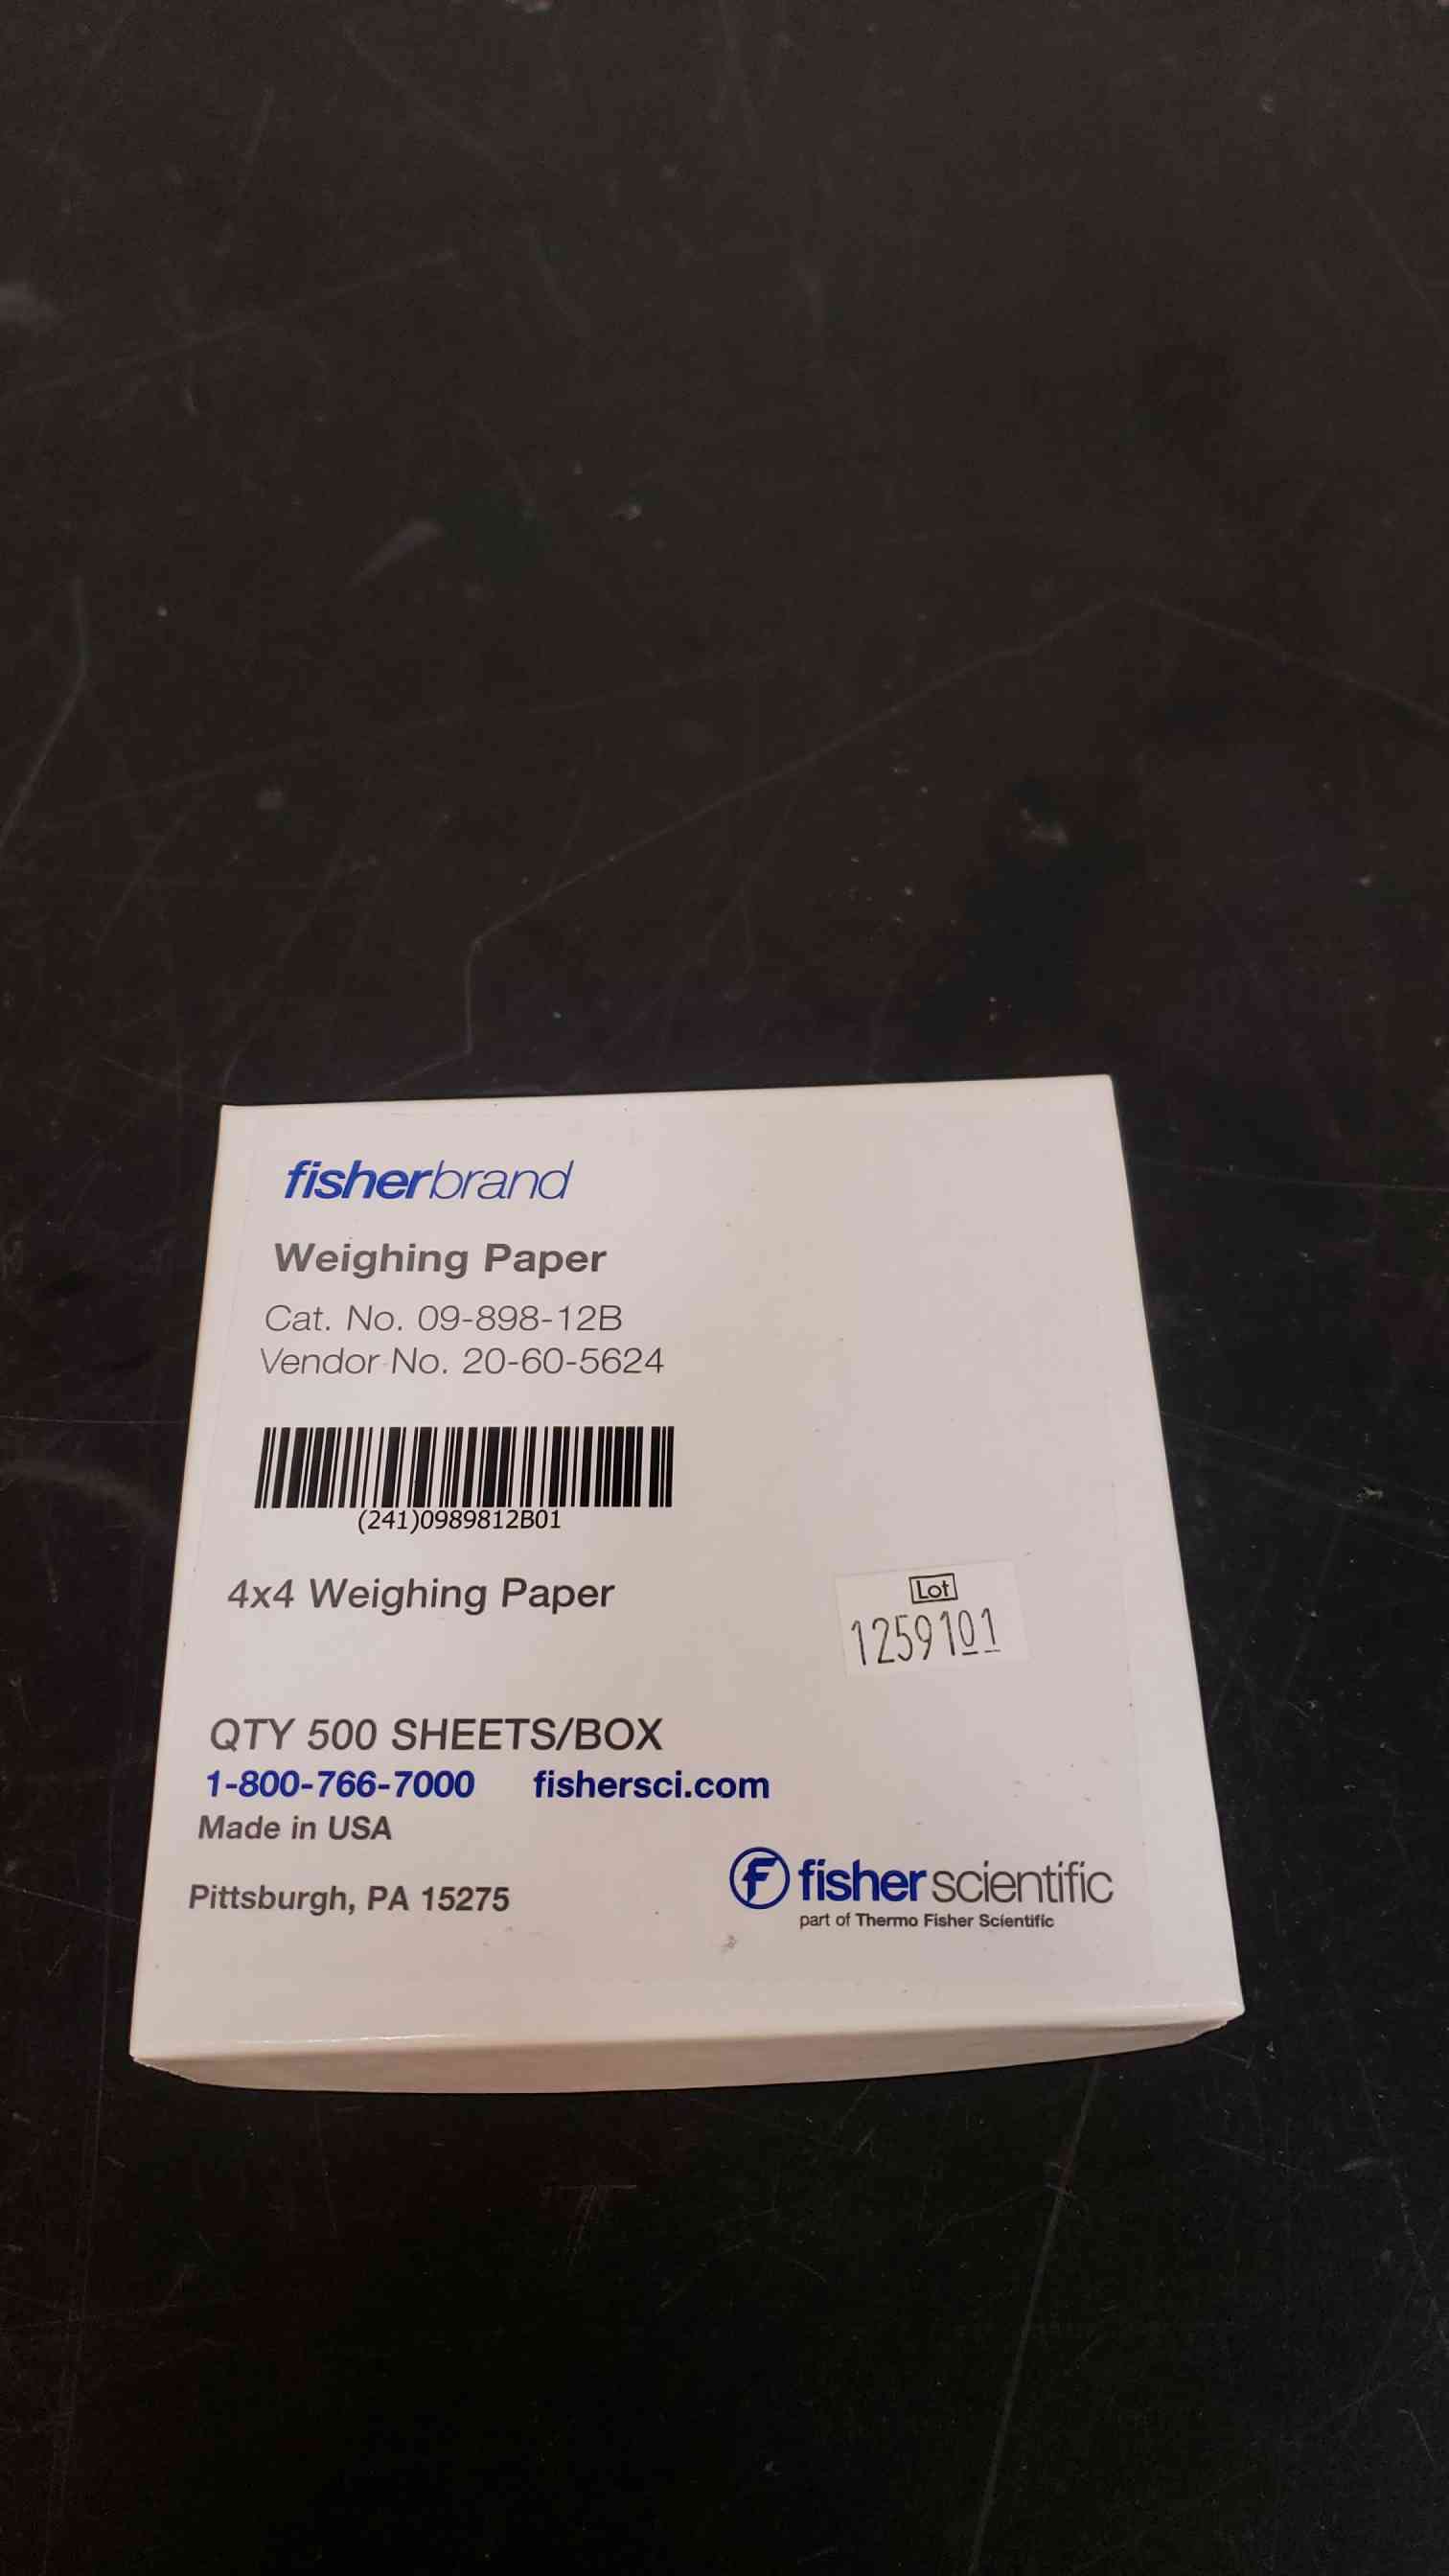 fisherbrand
Weighing Paper
Cat. No. 09-898-12B
Vendor No. 20-60-5624
(241)0989812B01
4x4 Weighing Paper
Lot
1259101
QTY 500 SHEETS/BOX
1-800-766-7000 fishersci.com
Made in USA
Pittsburgh, PA 15275
f fisher scientific
part of Thermo Fisher Scientific